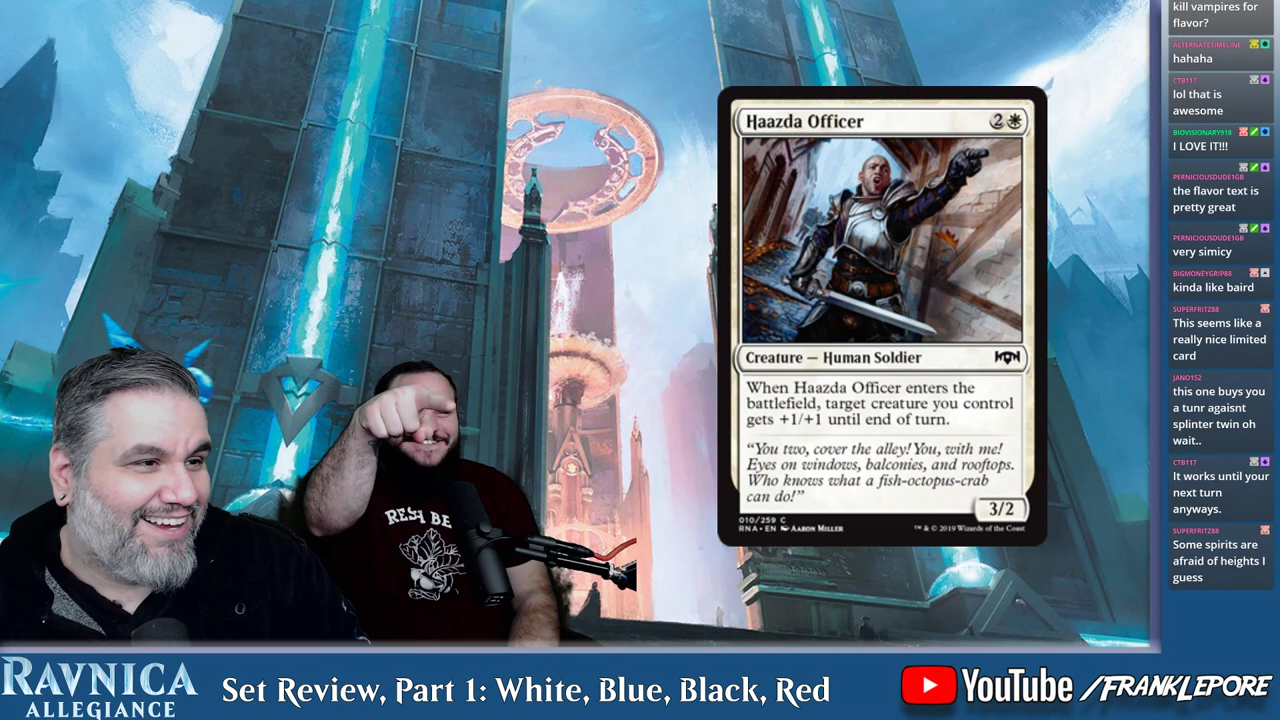 Haazda Officer 2
Creature — Human Soldier
When Haazda Officer enters the
battlefield, target creature you control
gets +1/+1 until end of turn.
“You two, cover the alley! You, with me!
Eyes on windows, balconies, and rooftops.
Who knows what a fish-octopus-crab
can do!”
3/2
010/259 C
RNA • EN AARON MILLER
™ & © 2019 Wizards of the Coast
kill vampires for
flavor?
ALTERNATETIMELINE
hahaha
CTB117
lol that is
awesome
BIOVISIONARY918
I LOVE IT!!!
PERNICIOUSDUDE1GB
the flavor text is
pretty great
PERNICIOUSDUDE1GB
very simicy
BIGMONEYGRIP88
kinda like baird
SUPERFRITZ88
This seems like a
really nice limited
card
JANO152
this one buys you
a tunr agaisnt
splinter twin oh
wait..
CTB117
It works until your
next turn
anyways.
SUPERFRITZ88
Some spirits are
afraid of heights I
guess
RAVNICA
ALLEGIANCE
Set Review, Part 1: White, Blue, Black, Red
YouTube /FRANKLEPORE